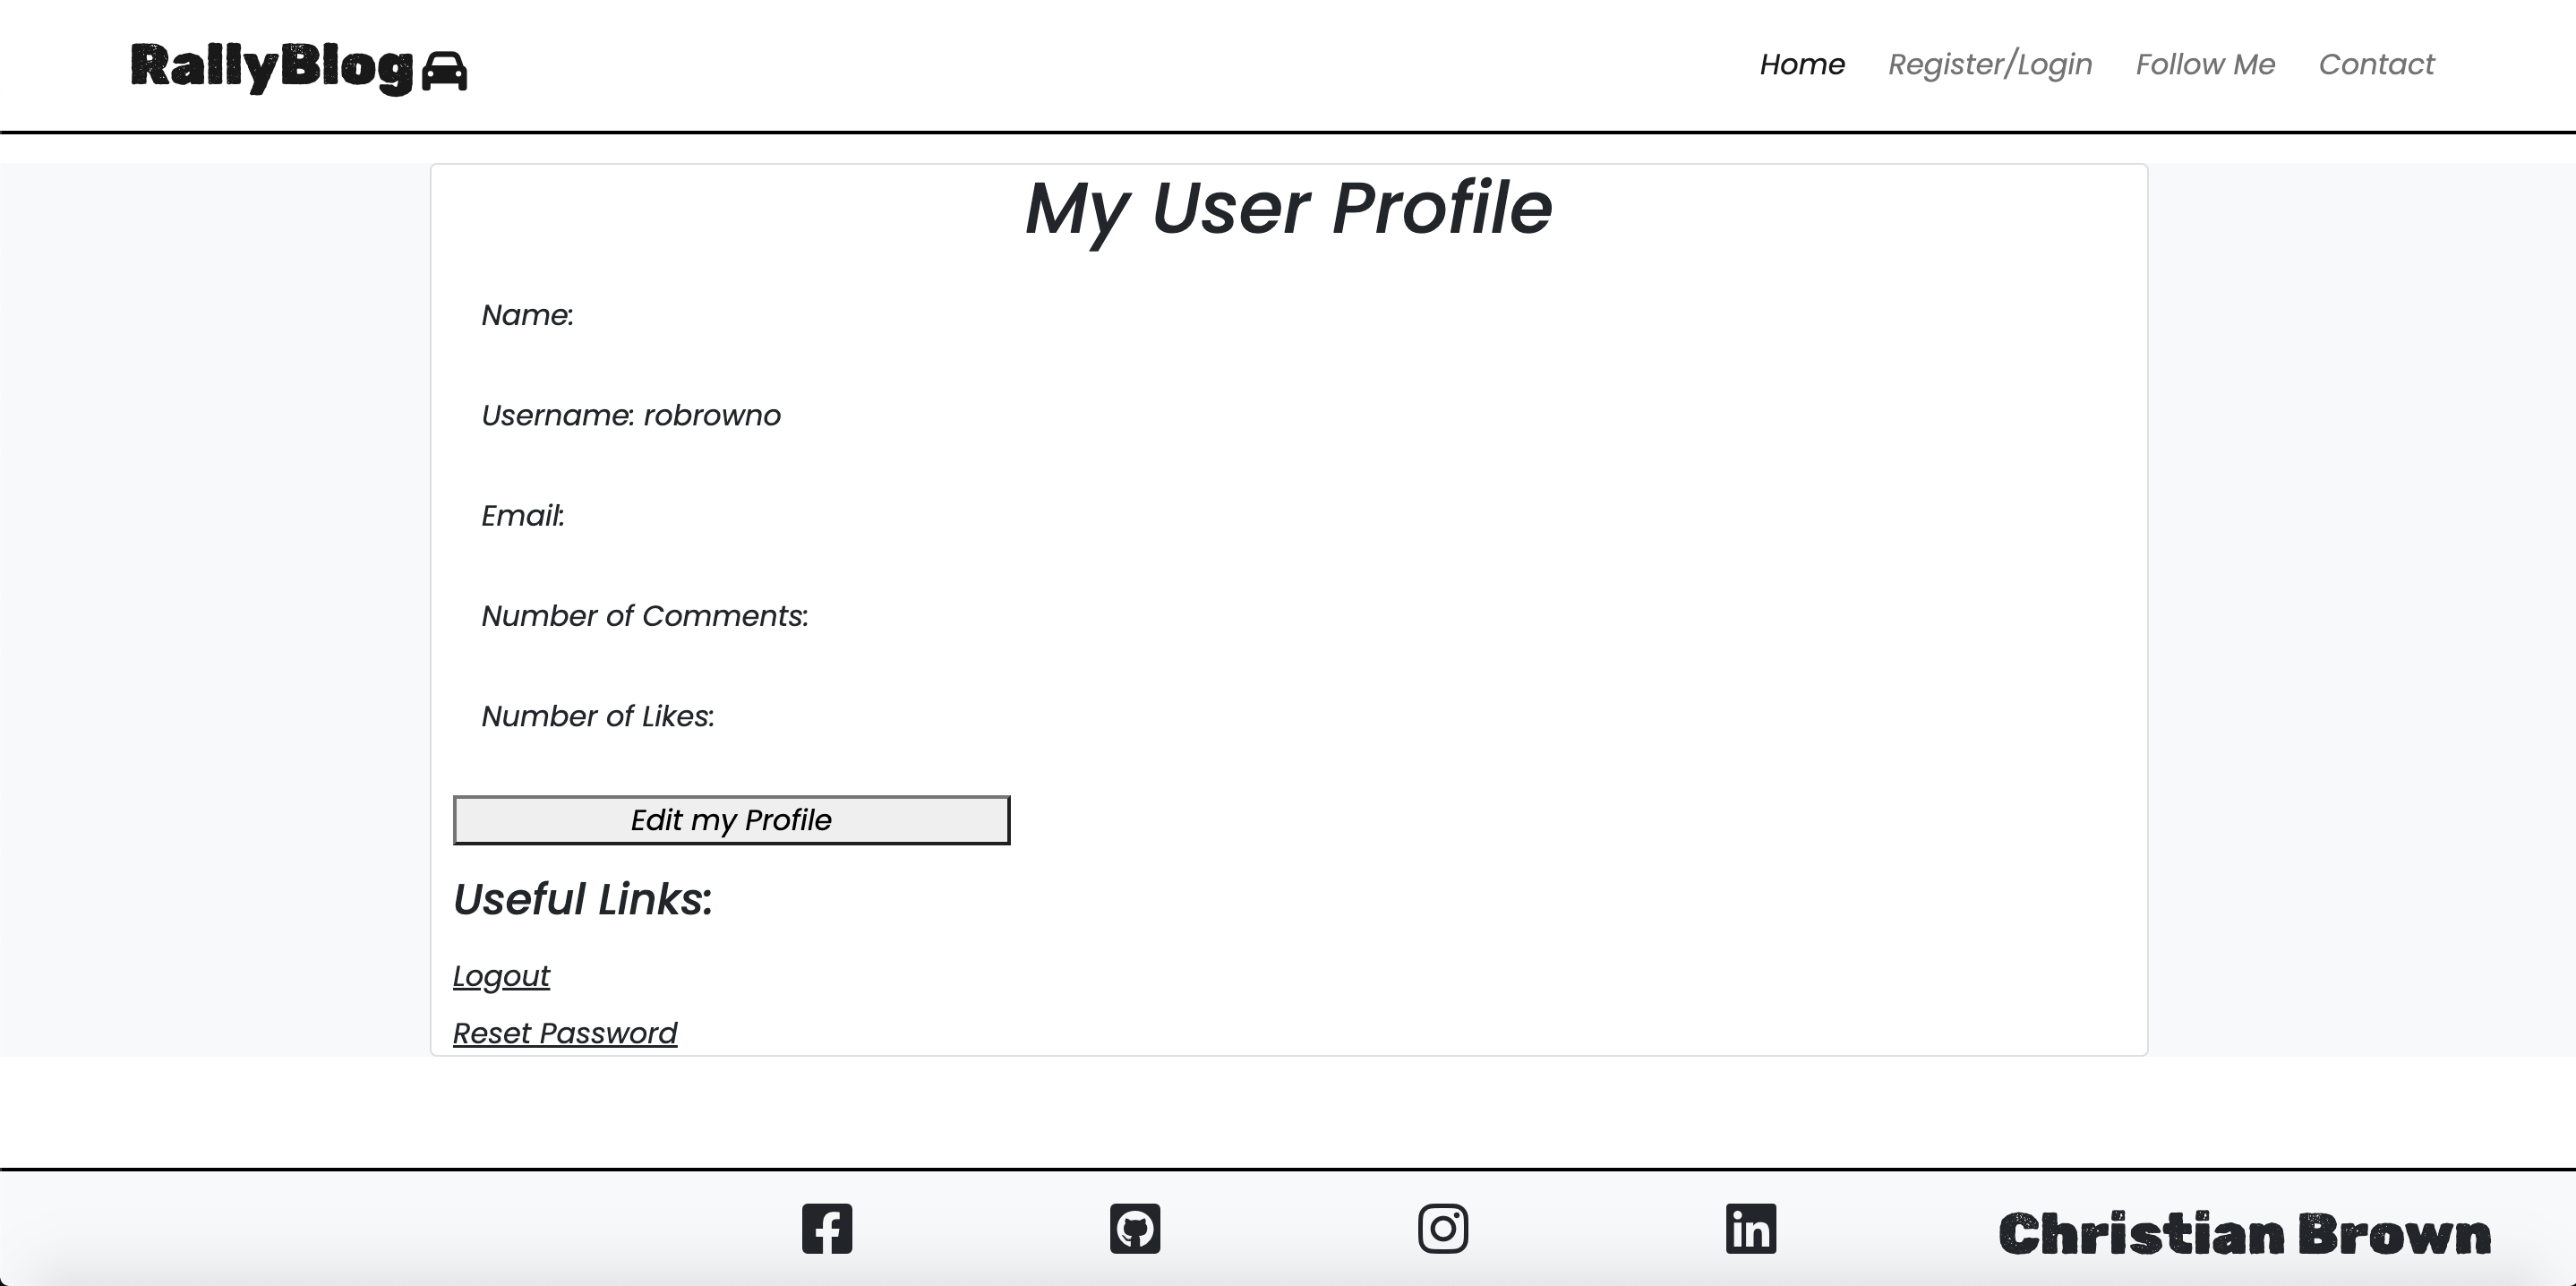 RallyBlog
Home Register/Login Follow Me Contact
My User Profile
Name:
Username: robrowno
Email:
Number of Comments:
Number of Likes:
Edit my Profile
Useful Links:
Logout
Reset Password
Christian Brown